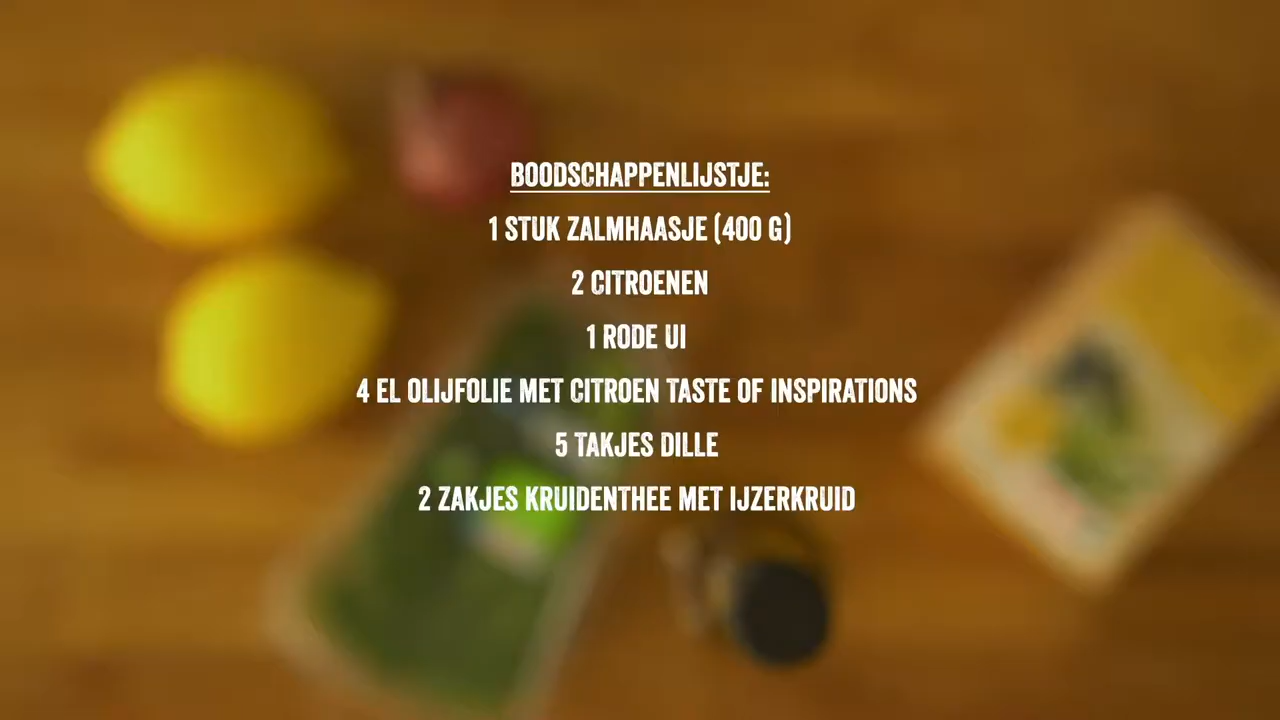 BOODSCHAPPENLIJSTJE:
1 STUK ZALMHAASJE (400 G)
2 CITROENEN
1 RODE UI
4 EL OLIJFOLIE MET CITROEN TASTE OF INSPIRATIONS
5 TAKJES DILLE
2 ZAKJES KRUIDENTHEE MET IJZERKRUID